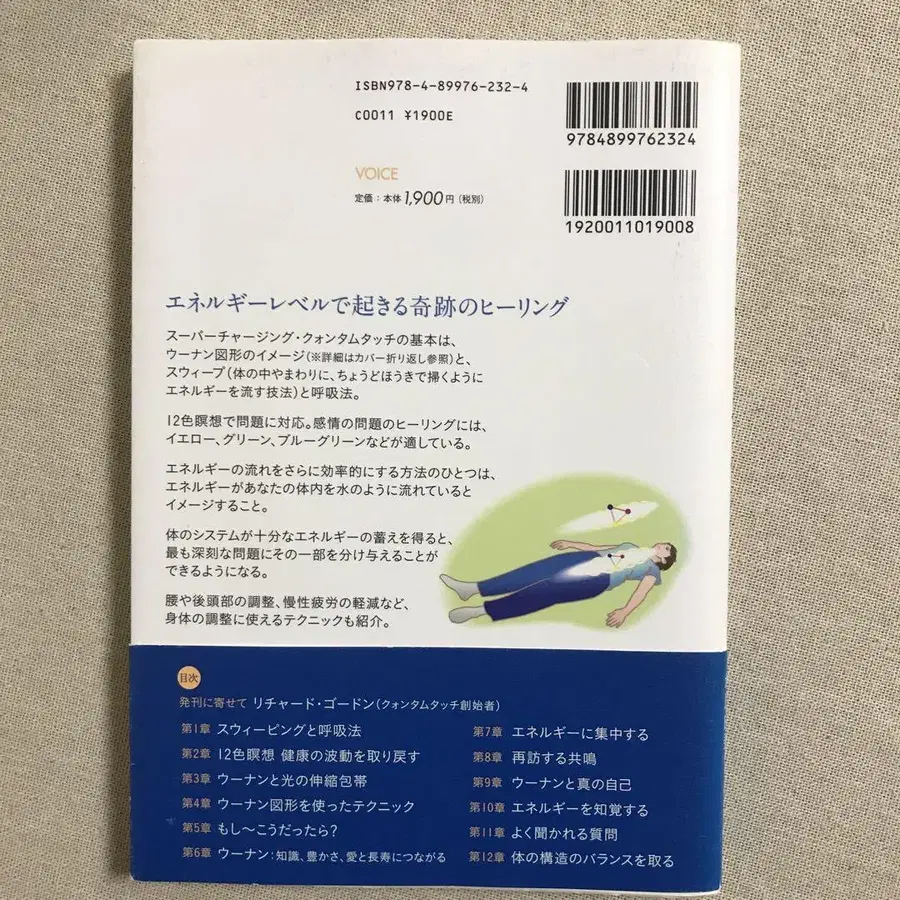 ISBN978-4-89976-232-4
C0011 ¥1900E
9784899762324
VOICE
定価：本体1,900円（税別）
1920011019008
エネルギーレベルで起きる奇跡のヒーリング
スーパーチャージング・クォンタムタッチの基本は、
ウーナン図形のイメージ（※詳細はカバー折り返し参照）と、
スウィープ（体の中やまわりに、ちょうどほうきで掃くように
エネルギーを流す技法）と呼吸法。
12色瞑想で問題に対応。感情の問題のヒーリングには、
イエロー、グリーン、ブルーグリーンなどが適している。
エネルギーの流れをさらに効率的にする方法のひとつは、
エネルギーがあなたの体内を水のように流れていると
イメージすること。
体のシステムが十分なエネルギーの蓄えを得ると、
最も深刻な問題にその一部を分け与えることが
できるようになる。
腰や後頭部の調整、慢性疲労の軽減など、
身体の調整に使えるテクニックも紹介。
目次
発刊に寄せて リチャード・ゴードン（クォンタムタッチ創始者）
第1章 スウィーピングと呼吸法
第2章 12色瞑想 健康の波動を取り戻す
第3章 ウーナンと光の伸縮包帯
第4章 ウーナン図形を使ったテクニック
第5章 もし～こうだったら？
第6章 ウーナン：知識、豊かさ、愛と長寿につながる
第7章 エネルギーに集中する
第8章 再訪する共鳴
第9章 ウーナンと真の自己
第10章 エネルギーを知覚する
第11章 よく聞かれる質問
第12章 体の構造のバランスを取る